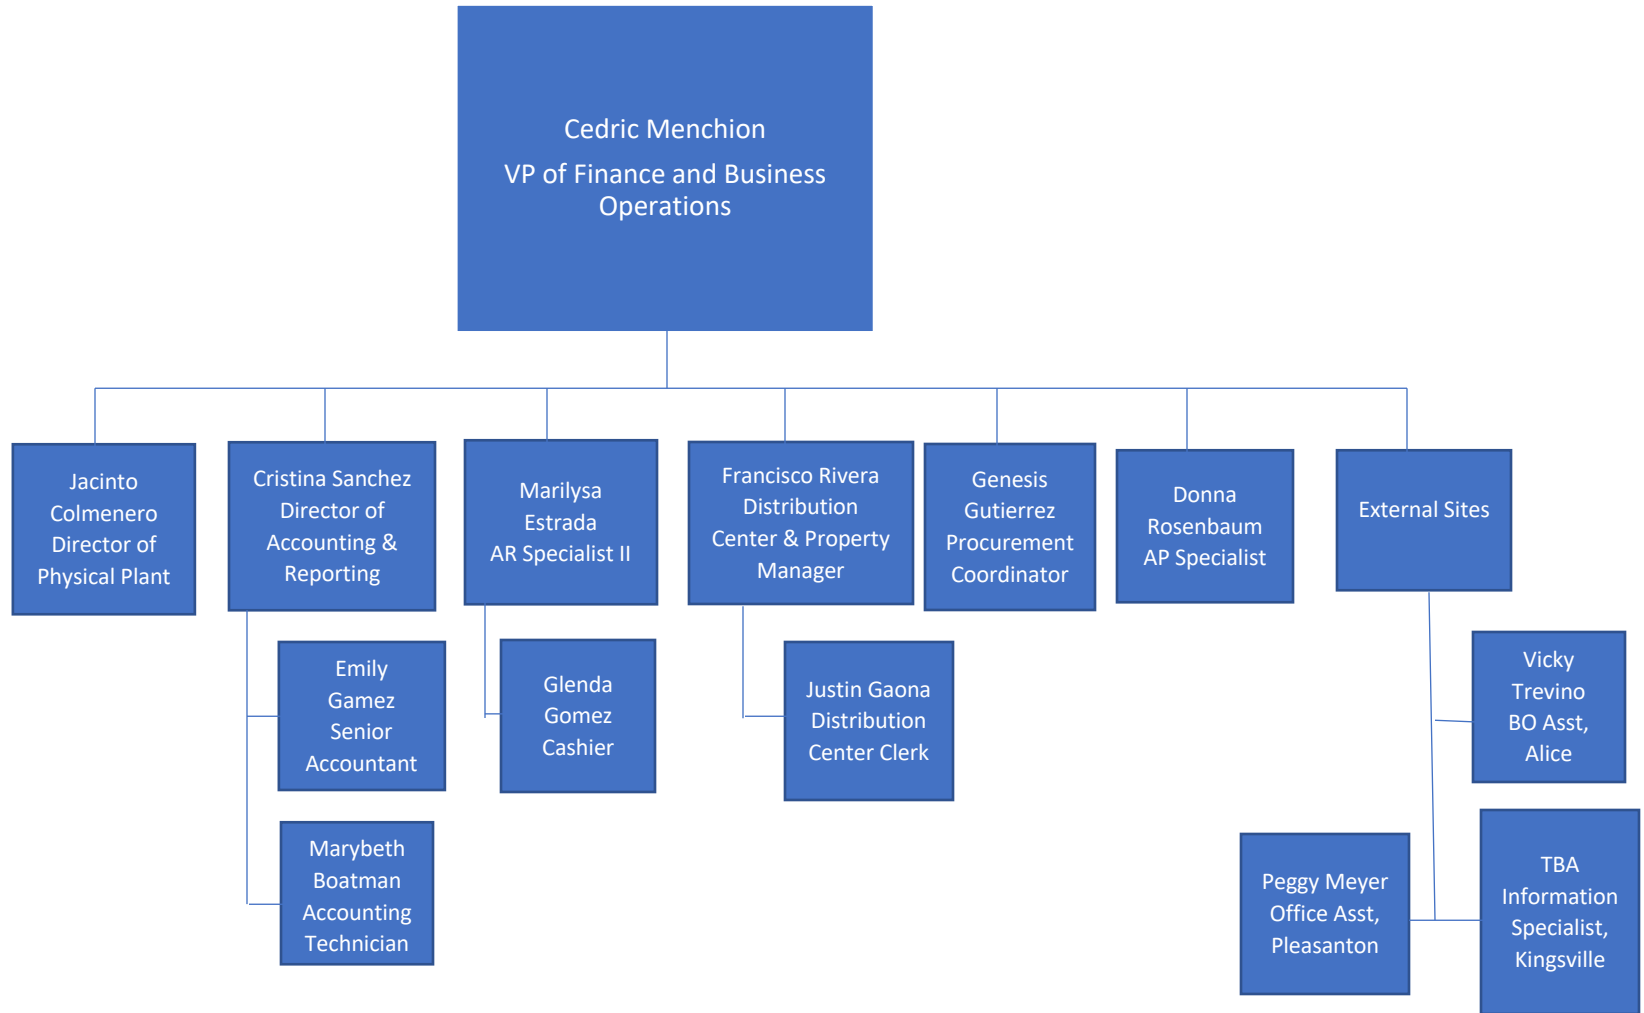 Cedric Menchion
VP of Finance and Business
Operations
Jacinto
Colmenero
Director of
Physical Plant
Cristina Sanchez
Director of
Accounting &
Reporting
Marilysa
Estrada
AR Specialist II
Francisco Rivera
Distribution
Center & Property
Manager
Genesis
Gutierrez
Procurement
Coordinator
Donna
Rosenbaum
AP Specialist
External Sites
Emily
Gamez
Senior
Accountant
Glenda
Gomez
Cashier
Justin Gaona
Distribution
Center Clerk
Vicky
Trevino
BO Asst,
Alice
Marybeth
Boatman
Accounting
Technician
Peggy Meyer
Office Asst,
Pleasanton
TBA
Information
Specialist,
Kingsville